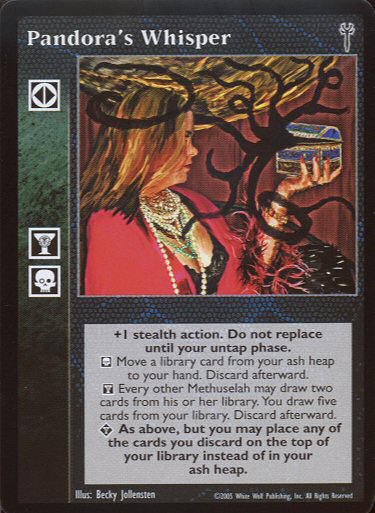 Pandora's Whisper
+1 stealth action. Do not replace
until your untap phase.
Move a library card from your ash heap
to your hand. Discard afterward.
Every other Methuselah may draw two
cards from his or her library. You draw five
cards from your library. Discard afterward.
As above, but you may place any of
the cards you discard on the top of
your library instead of in your
ash heap.
Illus: Becky Jollensten
©2005 White Wolf Publishing, Inc. All Rights Reserved